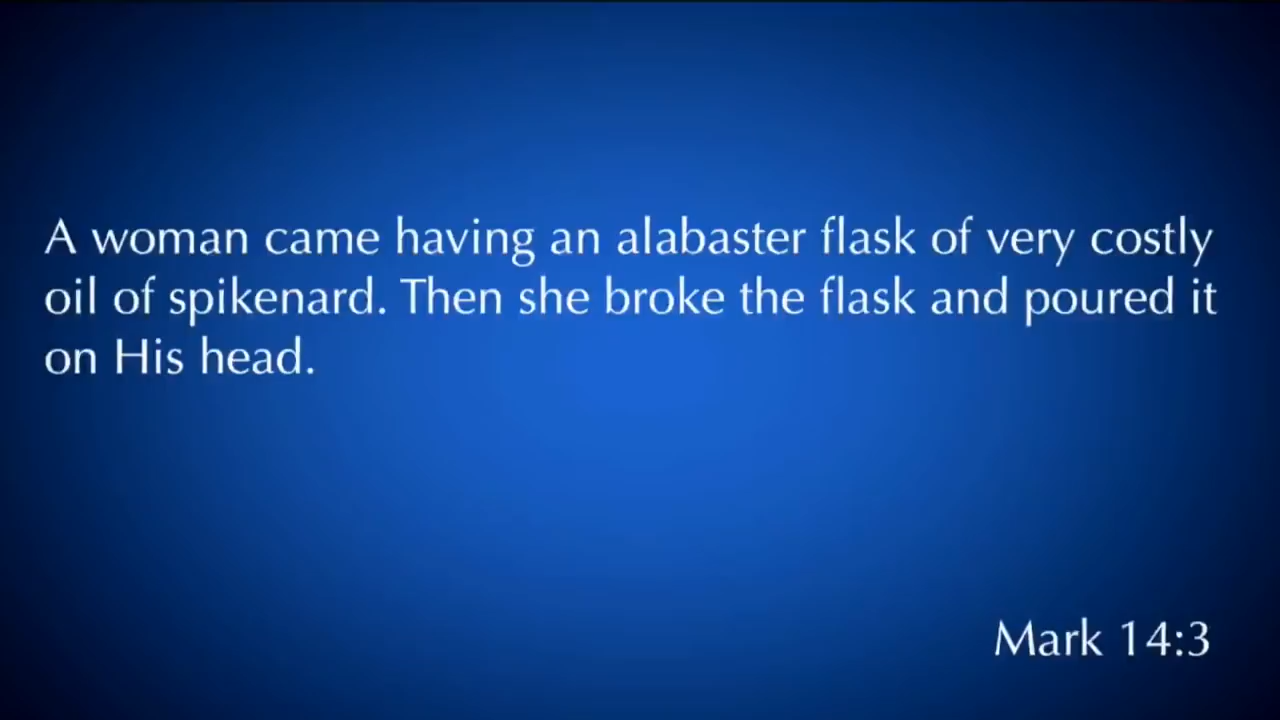 A woman came having an alabaster flask of very costly
oil of spikenard. Then she broke the flask and poured it
on His head.
Mark 14:3